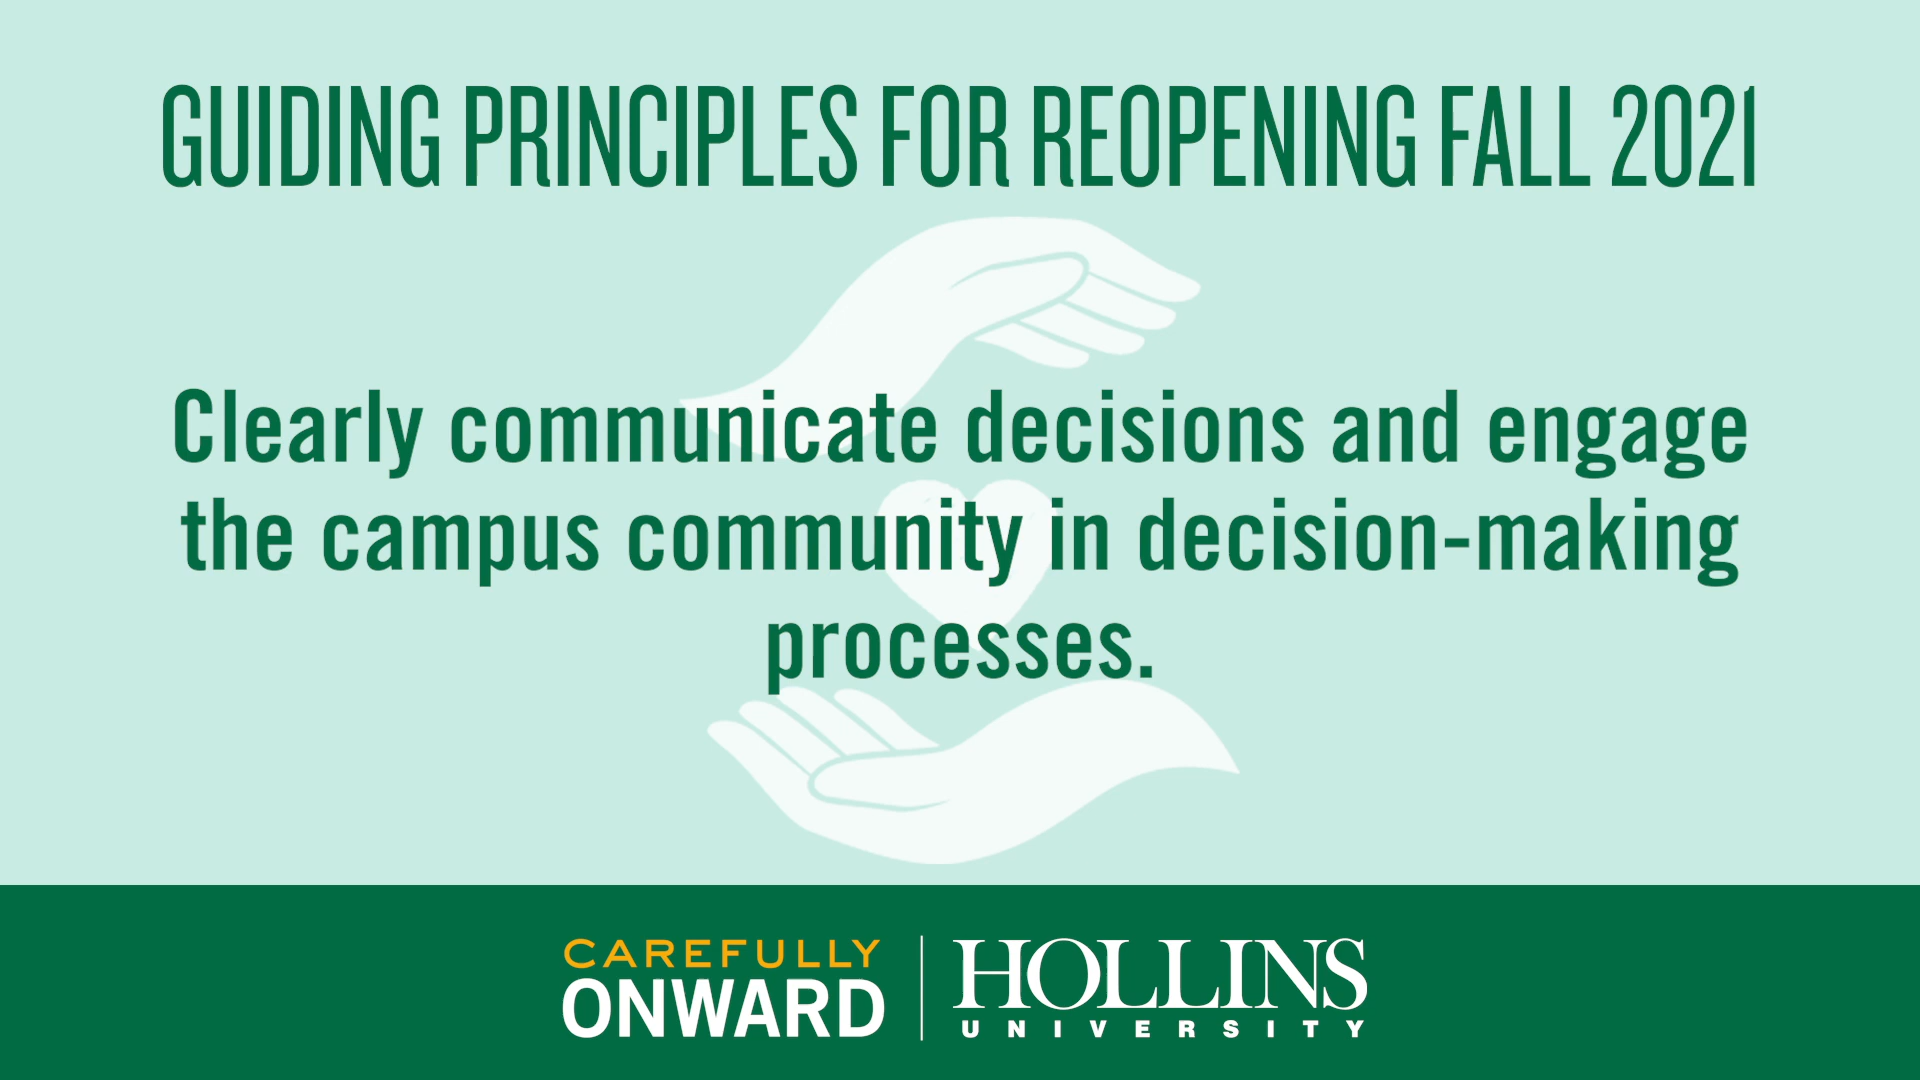 GUIDING PRINCIPLES FOR REOPENING FALL 2021
Clearly communicate decisions and engage
the campus community in decision-making
processes.
CAREFULLY
ONWARD
HOLLINS
UNIVERSITY